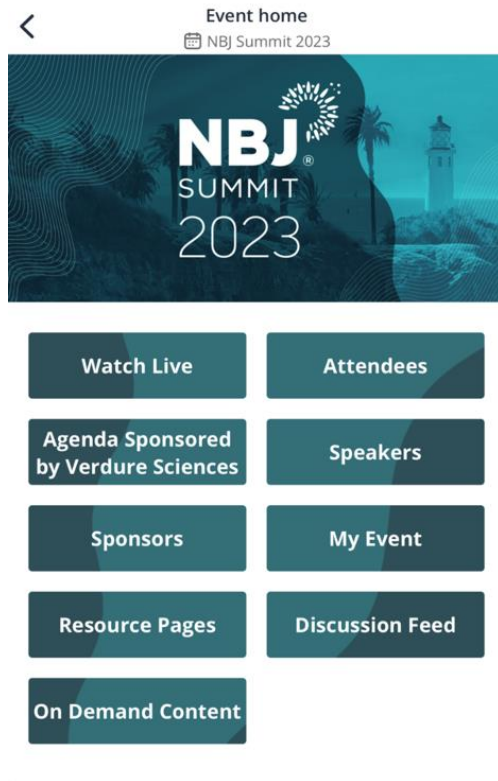 Event home
NBJ Summit 2023
NBJ®
SUMMIT
2023
Watch Live
Attendees
Agenda Sponsored
by Verdure Sciences
Speakers
Sponsors
My Event
Resource Pages
Discussion Feed
On Demand Content